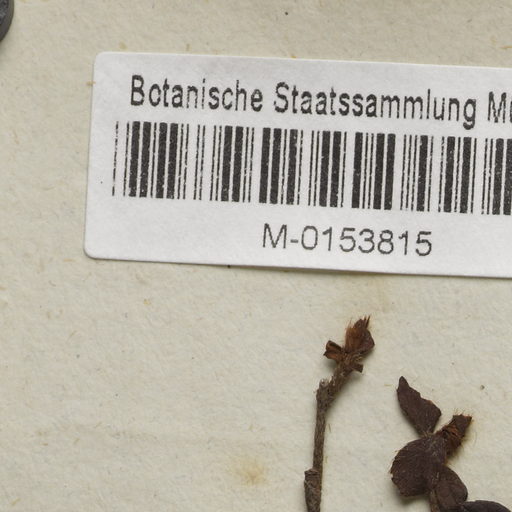 Botanische Staatssammlung
M-0153815